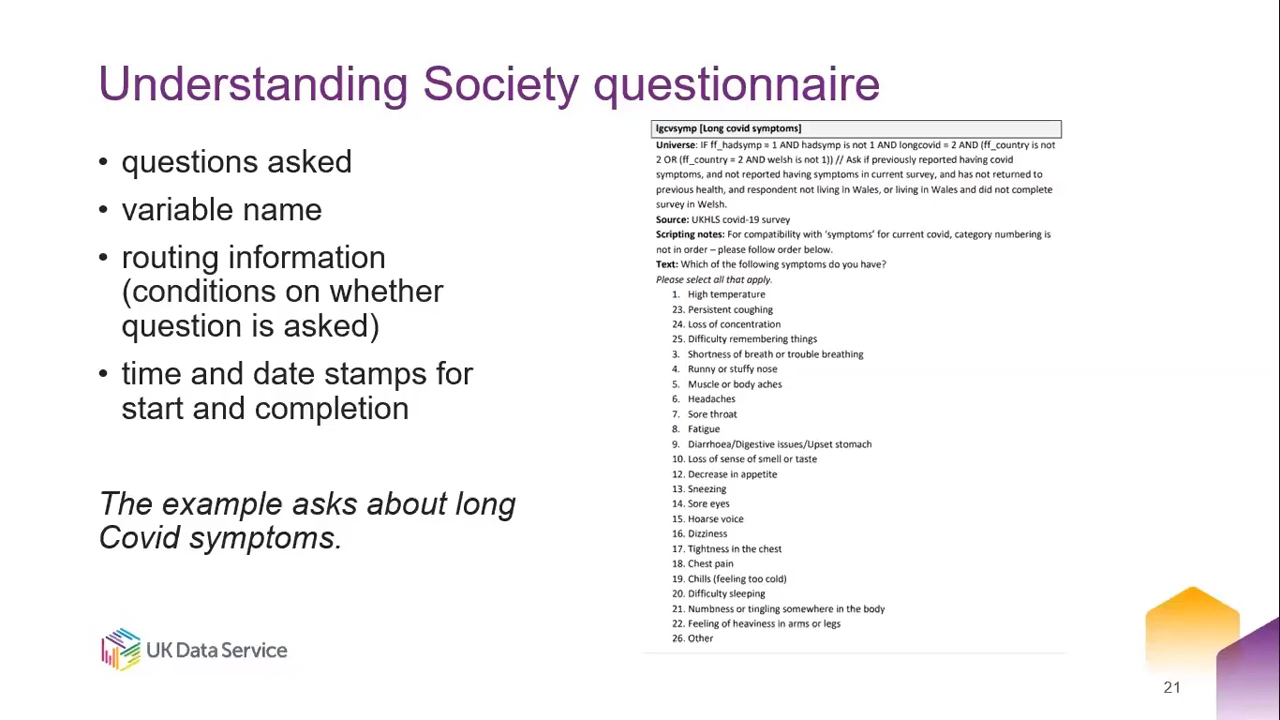 Understanding Society questionnaire
• questions asked
• variable name
• routing information
(conditions on whether
question is asked)
• time and date stamps for
start and completion
The example asks about long
Covid symptoms.
lgcvsymp [Long covid symptoms]
Universe: IF ff_hadsymp = 1 AND hadsymp is not 1 AND longcovid = 2 AND (ff_country is not
2 OR (ff_country = 2 AND welsh is not 1)) // Ask if previously reported having covid
symptoms, and not reported having symptoms in current survey, and has not returned to
previous health, and respondent not living in Wales, or living in Wales and did not complete
survey in Welsh.
Source: UKHLS covid-19 survey
Scripting notes: For compatibility with ‘symptoms’ for current covid, category numbering is
not in order – please follow order below.
Text: Which of the following symptoms do you have?
Please select all that apply.
1. High temperature
23. Persistent coughing
24. Loss of concentration
25. Difficulty remembering things
3. Shortness of breath or trouble breathing
4. Runny or stuffy nose
5. Muscle or body aches
6. Headaches
7. Sore throat
8. Fatigue
9. Diarrhoea/Digestive issues/Upset stomach
10. Loss of sense of smell or taste
12. Decrease in appetite
13. Sneezing
14. Sore eyes
15. Hoarse voice
16. Dizziness
17. Tightness in the chest
18. Chest pain
19. Chills (feeling too cold)
20. Difficulty sleeping
21. Numbness or tingling somewhere in the body
22. Feeling of heaviness in arms or legs
26. Other
UK Data Service
21